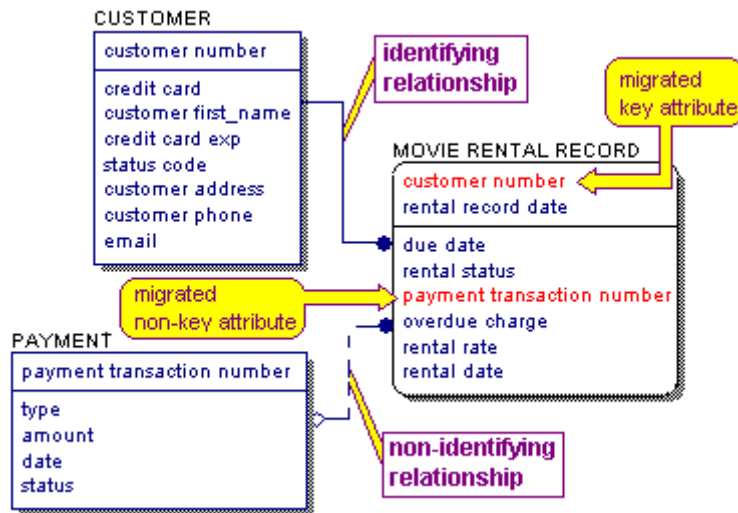 CUSTOMER
customer number
credit card
customer first_name
credit card exp
status code
customer address
customer phone
email
identifying
relationship
migrated
key attribute
MOVIE RENTAL RECORD
customer number
rental record date
due date
rental status
payment transaction number
overdue charge
rental rate
rental date
migrated
non-key attribute
PAYMENT
payment transaction number
type
amount
date
status
non-identifying
relationship